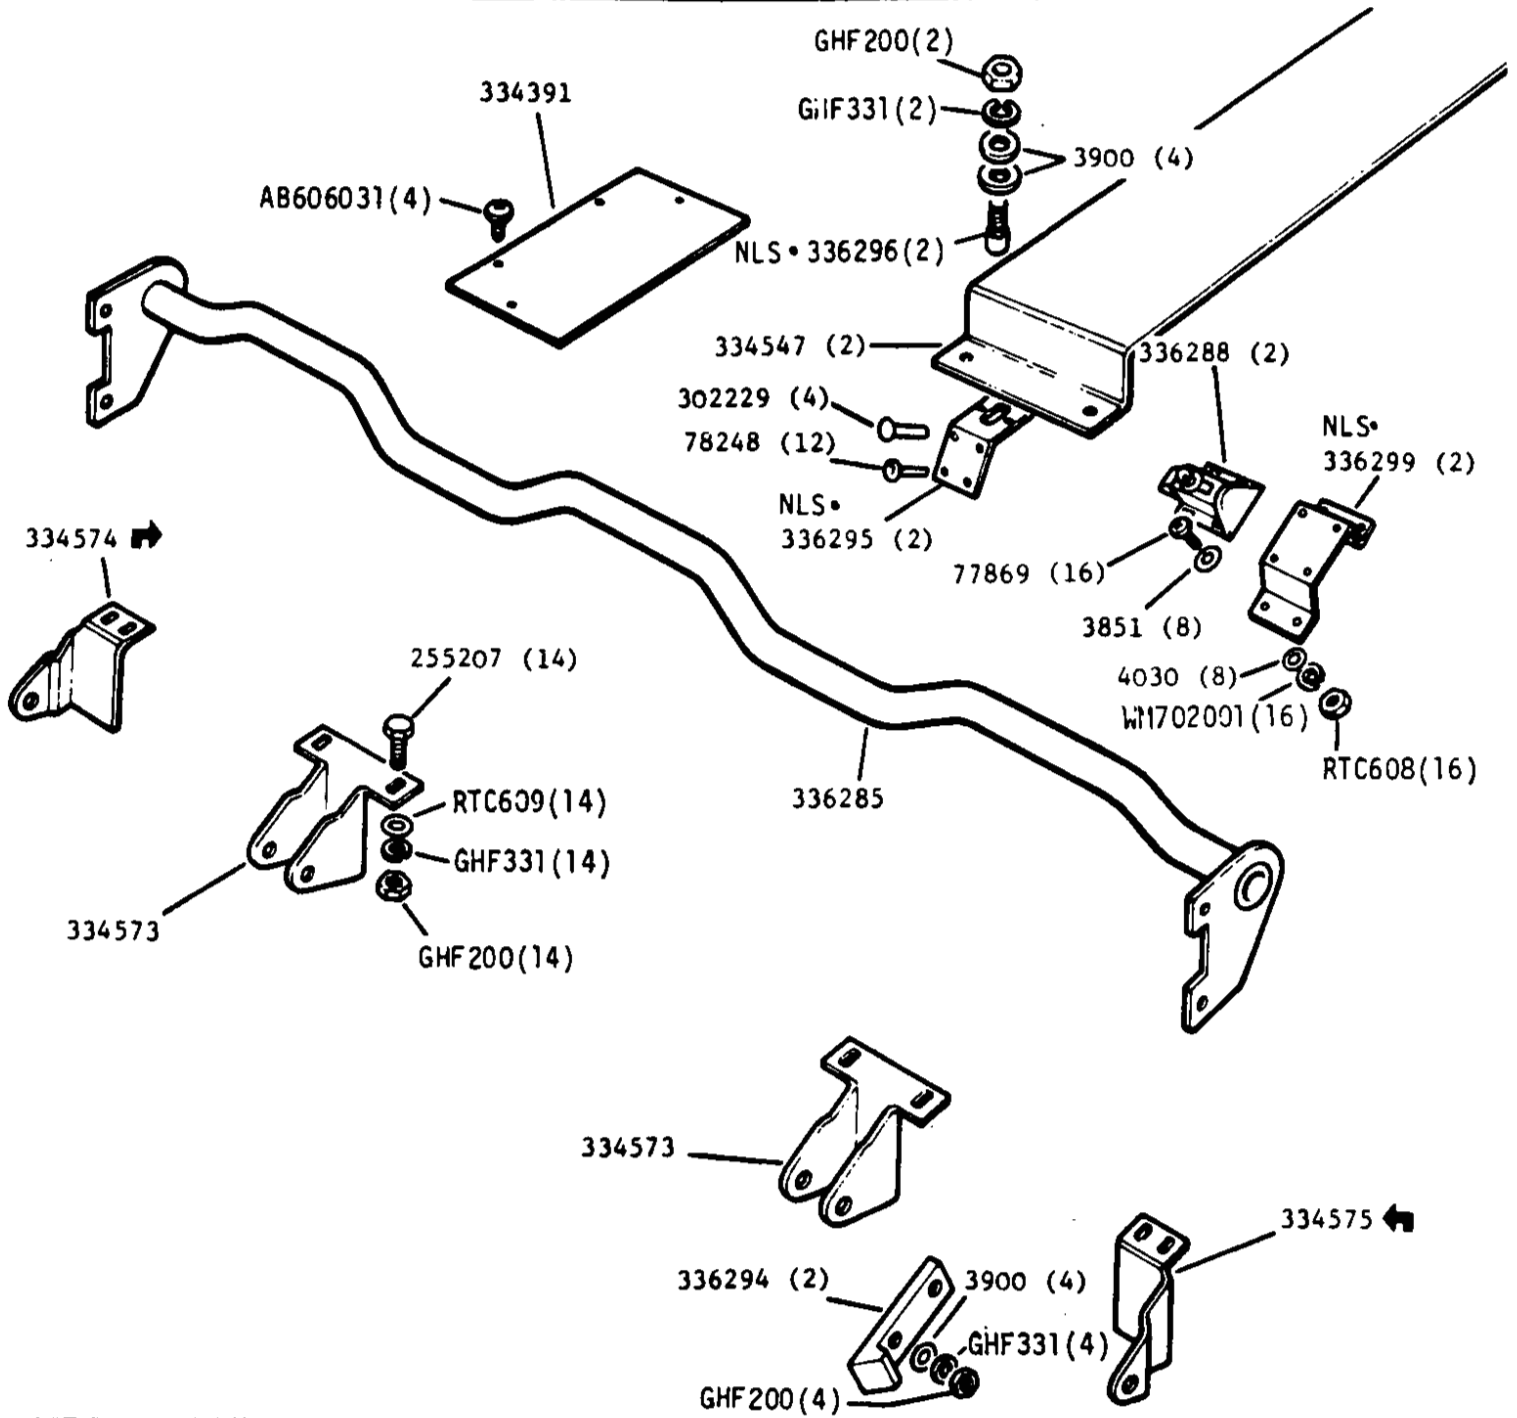 GHF200(2)
334391
GHF331(2)
3900 (4)
AB606031(4)
NLS• 336296(2)
334547 (2)
336288 (2)
302229 (4)
78248 (12)
NLS•
336299 (2)
NLS•
336295 (2)
334574
77869 (16)
3851 (8)
255207 (14)
4030 (8)
WM702001(16)
RTC608(16)
336285
RTC609(14)
GHF331(14)
334573
GHF200(14)
334573
334575
336294 (2)
3900 (4)
GHF331(4)
GHF200(4)